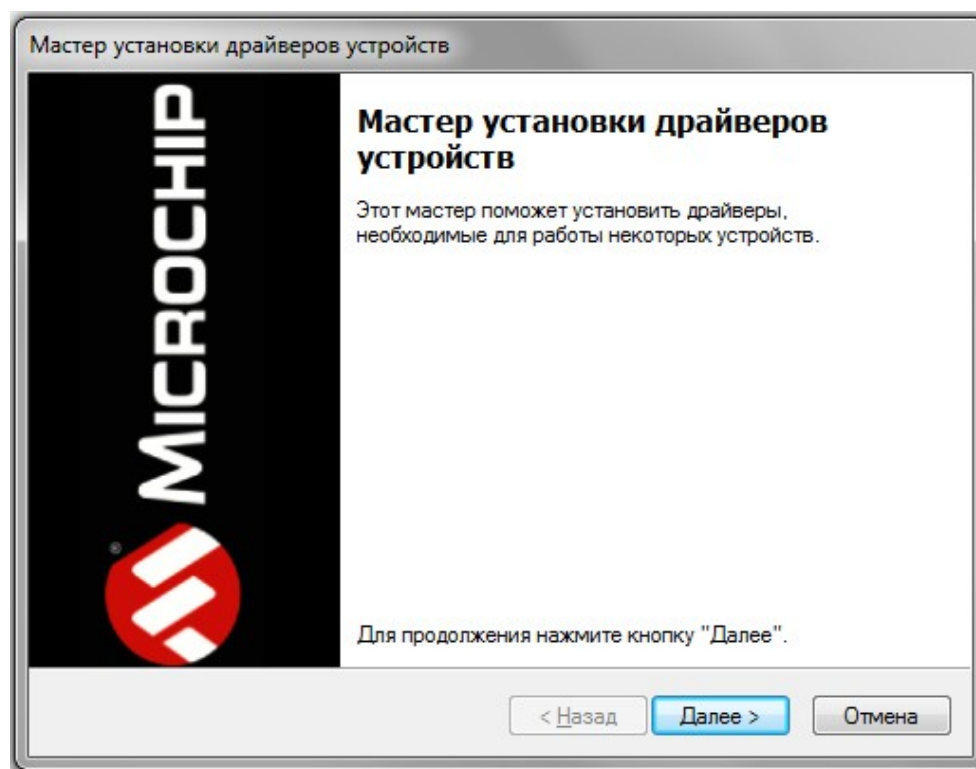 Мастер установки драйверов устройств
MICROCHIP
®
Мастер установки драйверов
устройств
Этот мастер поможет установить драйверы,
необходимые для работы некоторых устройств.
Для продолжения нажмите кнопку "Далее".
< Назад
Далее >
Отмена